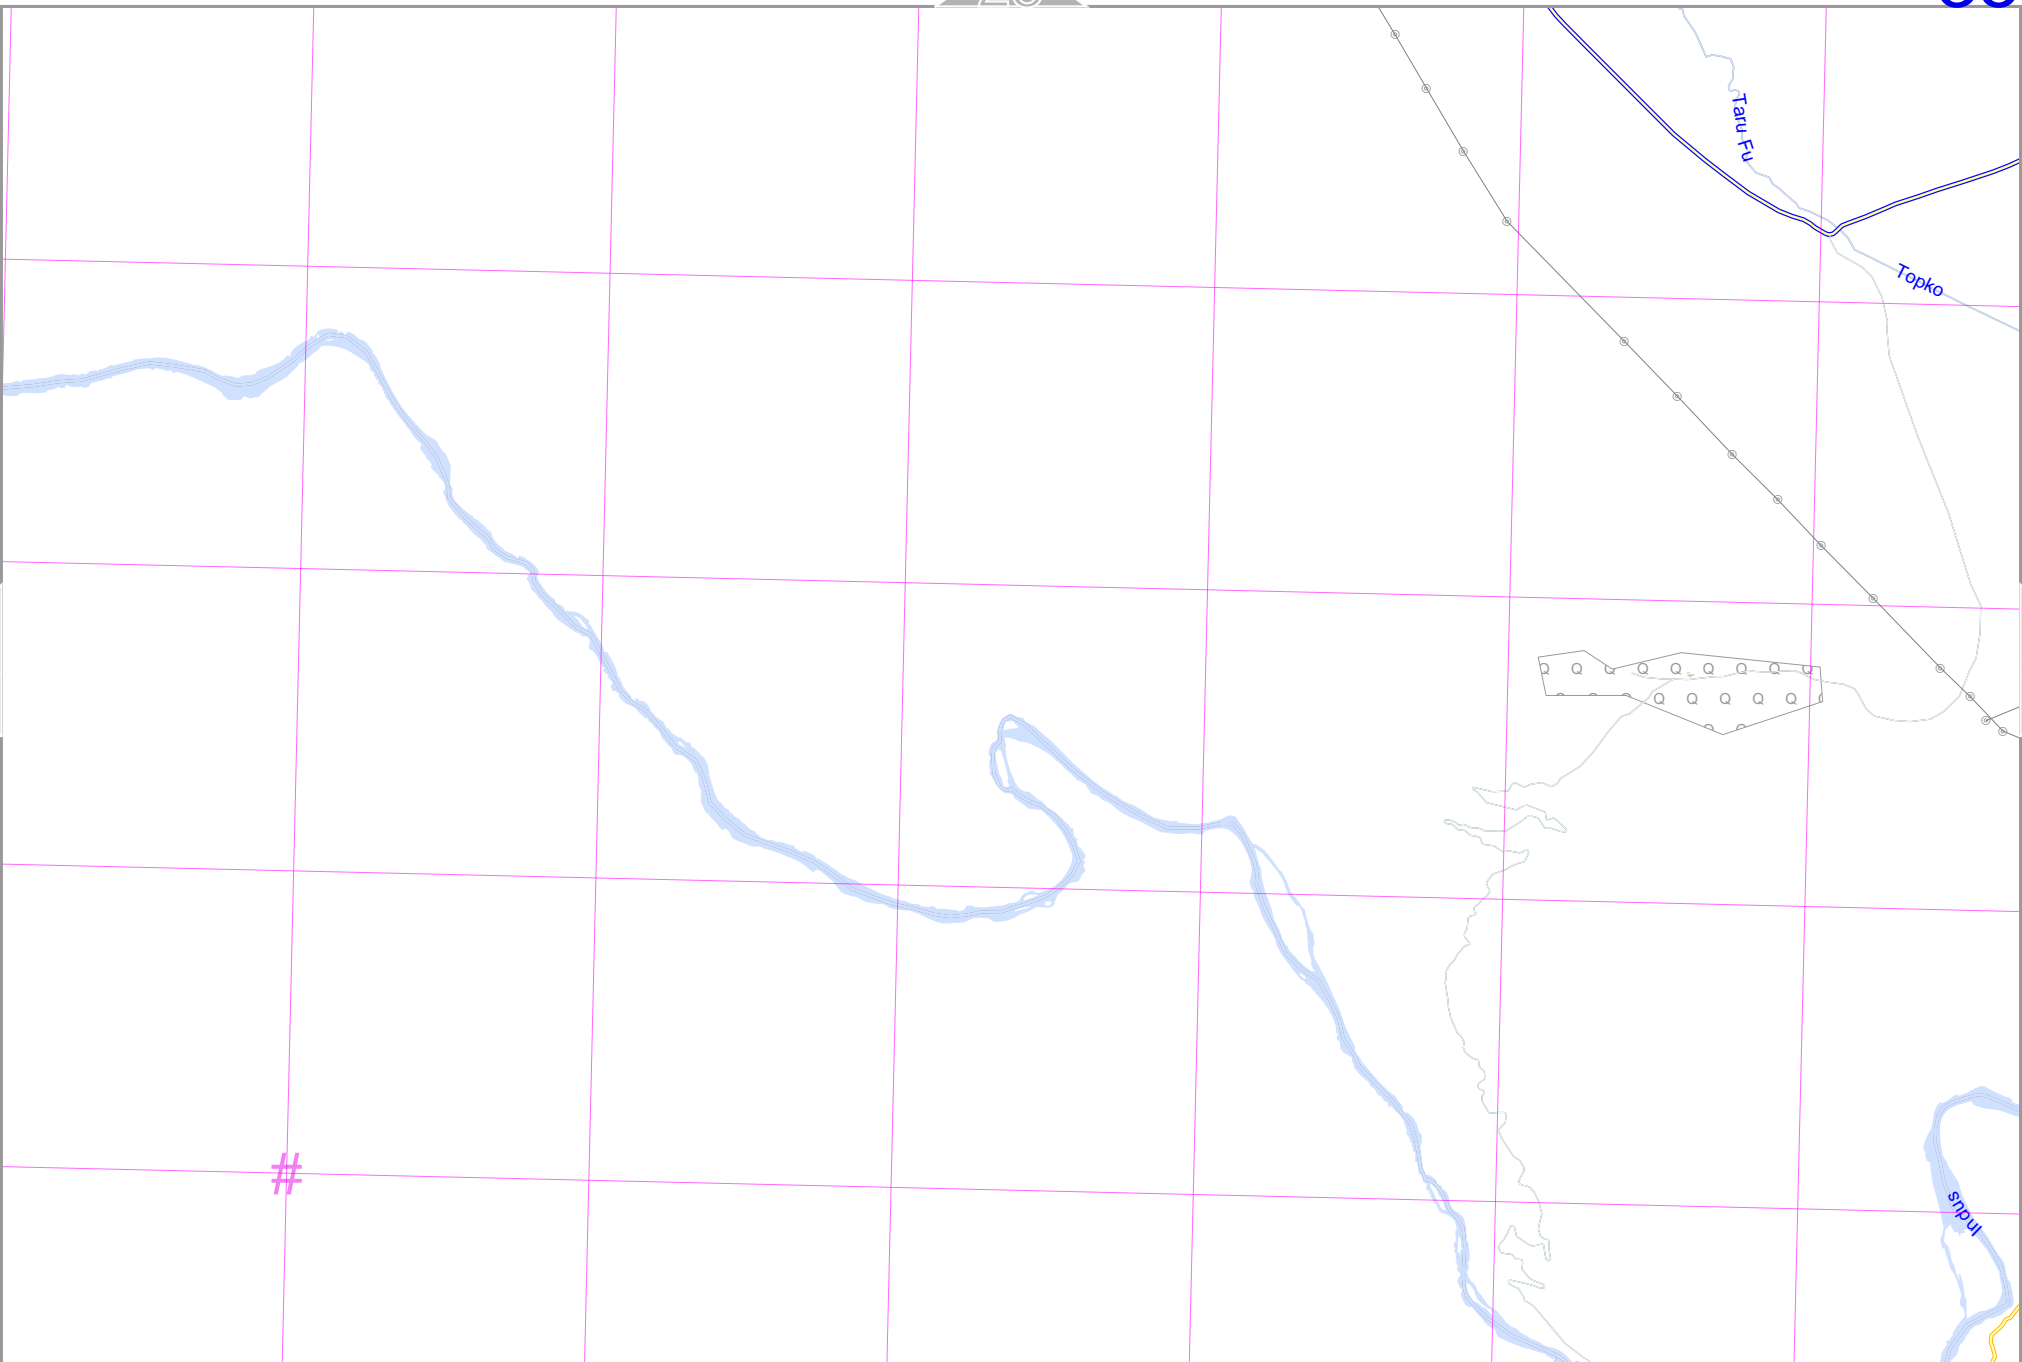 Taru Fu
Topko
Q Q Q Q Q Q Q Q Q
Q Q Q Q Q
#
Indus